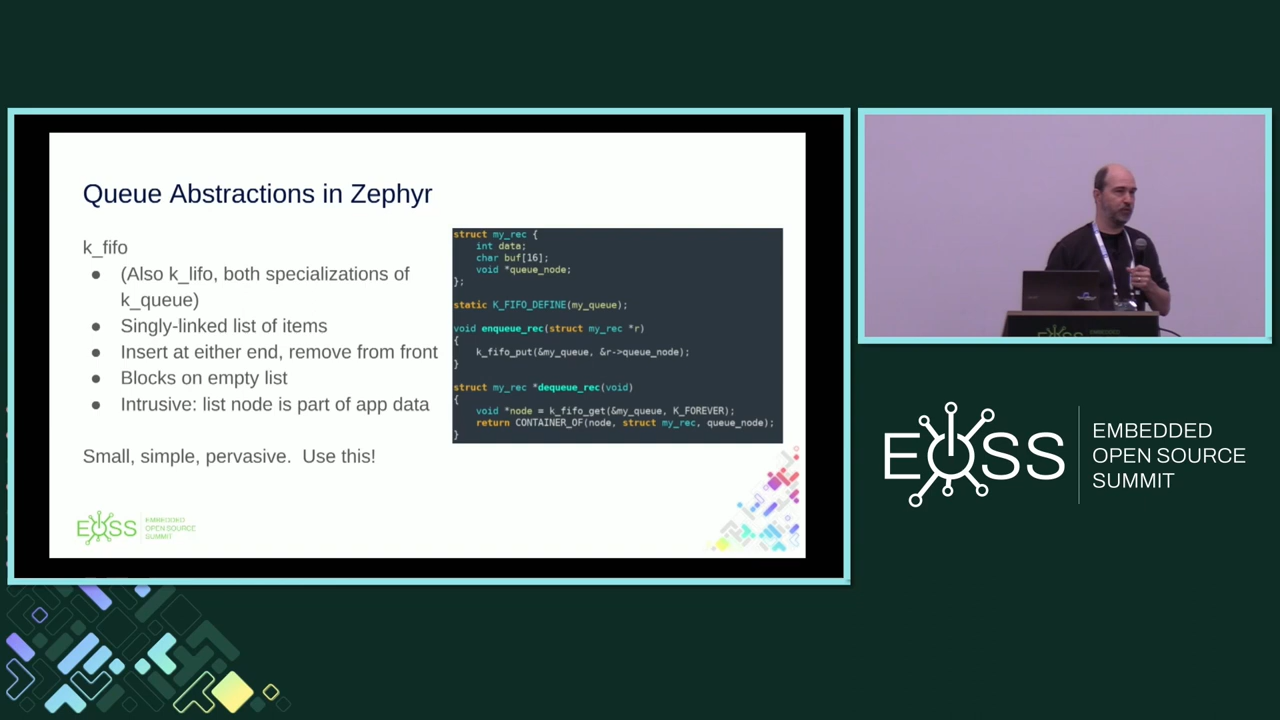 Queue Abstractions in Zephyr
k_fifo
● (Also k_lifo, both specializations of
k_queue)
● Singly-linked list of items
● Insert at either end, remove from front
● Blocks on empty list
● Intrusive: list node is part of app data
Small, simple, pervasive. Use this!
struct my_rec {
    int data;
    char buf[16];
    void *queue_node;
};
static K_FIFO_DEFINE(my_queue);
void enqueue_rec(struct my_rec *r)
{
    k_fifo_put(&my_queue, &r->queue_node);
}
struct my_rec *dequeue_rec(void)
{
    void *node = k_fifo_get(&my_queue, K_FOREVER);
    return CONTAINER_OF(node, struct my_rec, queue_node);
}
EOSS
EMBEDDED
OPEN SOURCE
SUMMIT
EOSS
EMBEDDED
OPEN SOURCE
SUMMIT